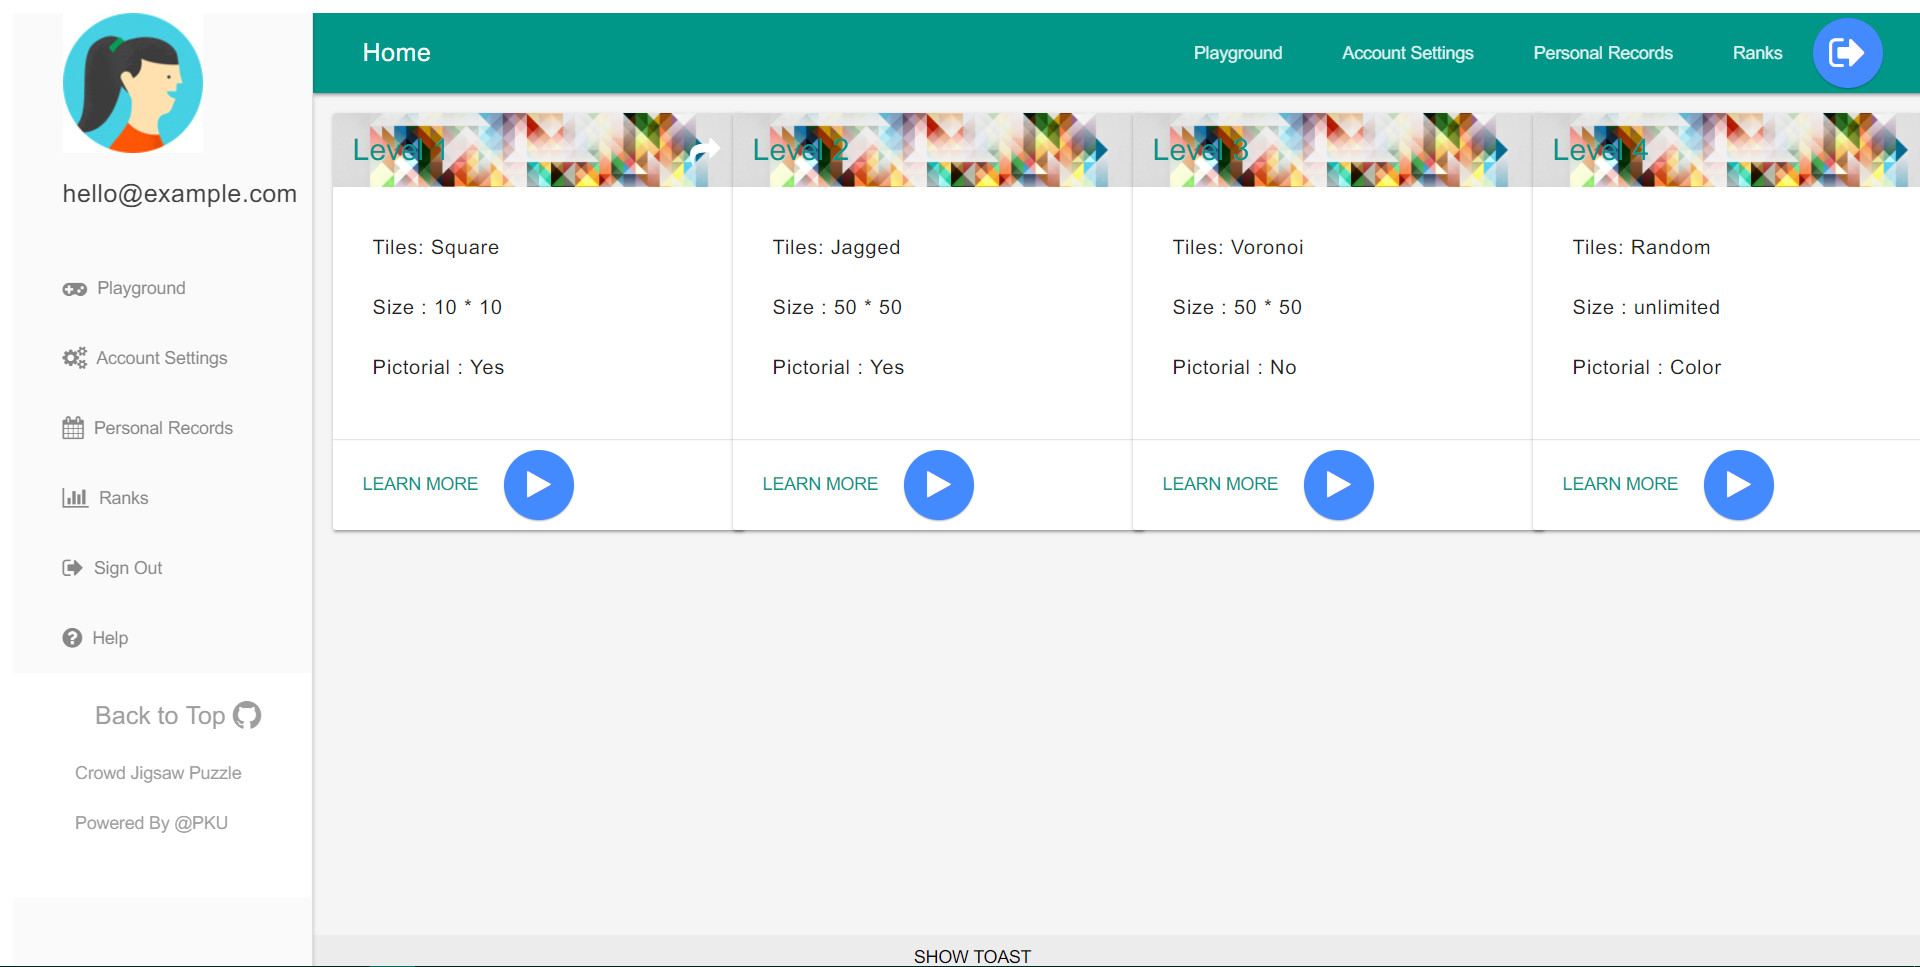 hello@example.com
Playground
Account Settings
Personal Records
Ranks
Sign Out
Help
Back to Top
Crowd Jigsaw Puzzle
Powered By @PKU
Home
Playground
Account Settings
Personal Records
Ranks
Level 1
Tiles: Square
Size : 10 * 10
Pictorial : Yes
LEARN MORE
Level 2
Tiles: Jagged
Size : 50 * 50
Pictorial : Yes
LEARN MORE
Level 3
Tiles: Voronoi
Size : 50 * 50
Pictorial : No
LEARN MORE
Level 4
Tiles: Random
Size : unlimited
Pictorial : Color
LEARN MORE
SHOW TOAST